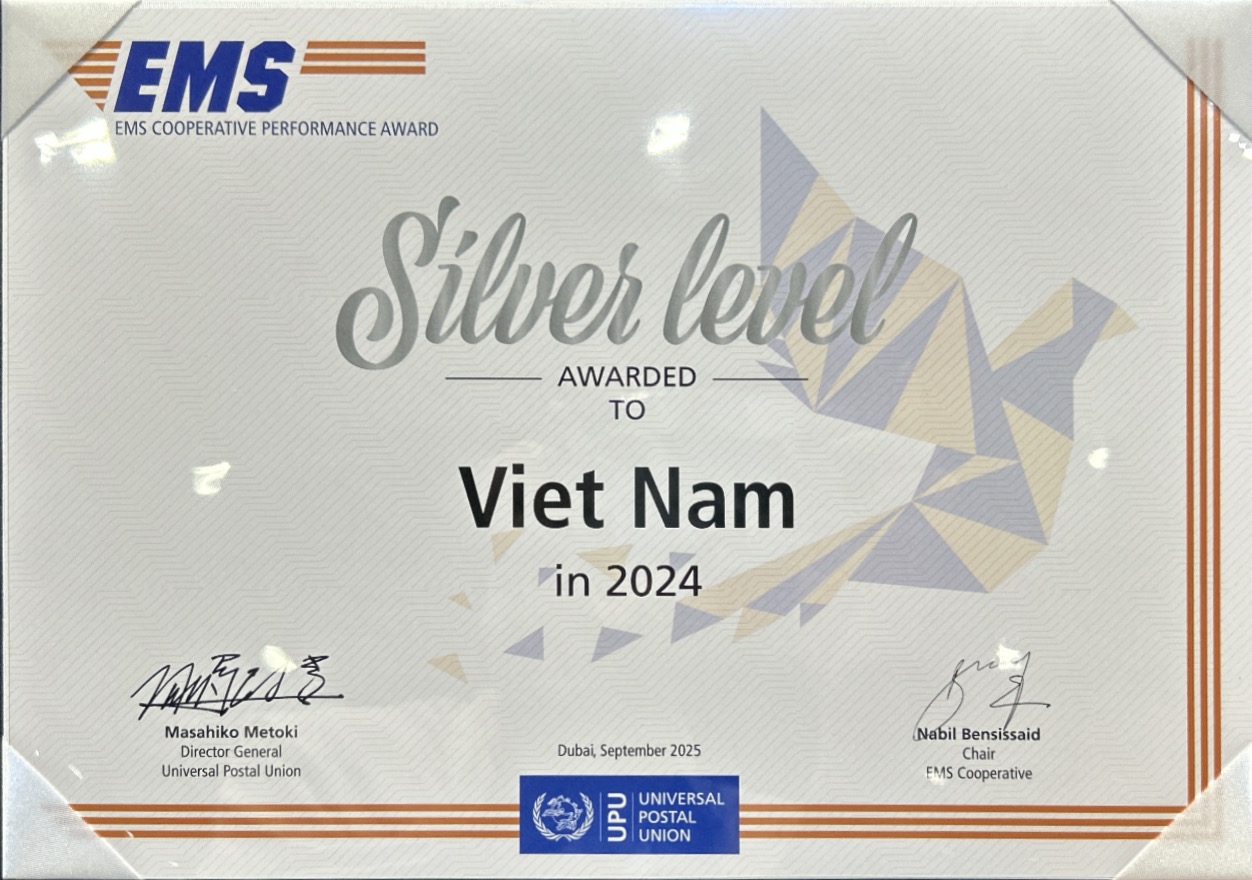 EMS
EMS COOPERATIVE PERFORMANCE AWARD
Silver level
AWARDED
TO
Viet Nam
in 2024
Masahiko Metoki
Director General
Universal Postal Union
Dubai, September 2025
Nabil Bensissaid
Chair
EMS Cooperative
UPU
UNIVERSAL
POSTAL
UNION